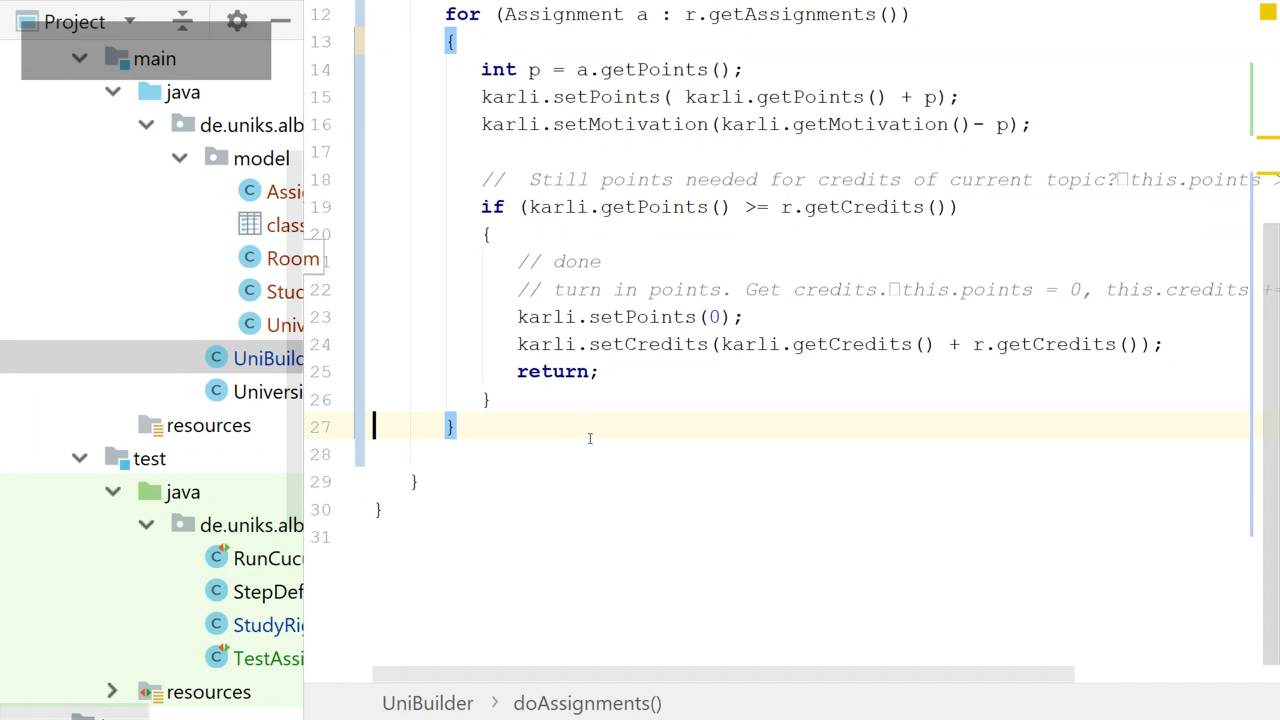 Project
main
java
de.uniks.alb
model
Assi
clas
Room
Stud
Univ
UniBuild
Universi
resources
test
java
de.uniks.alb
RunCucu
StepDef
StudyRi
TestAssi
resources
12 for (Assignment a : r.getAssignments())
13 {
14 int p = a.getPoints();
15 karli.setPoints( karli.getPoints() + p);
16 karli.setMotivation(karli.getMotivation()- p);
17
18 // Still points needed for credits of current topic? this.points >
19 if (karli.getPoints() >= r.getCredits())
20 {
1 // done
22 // turn in points. Get credits. this.points = 0, this.credits +=
23 karli.setPoints(0);
24 karli.setCredits(karli.getCredits() + r.getCredits());
25 return;
26 }
27 }
28
29 }
30 }
31
UniBuilder > doAssignments()